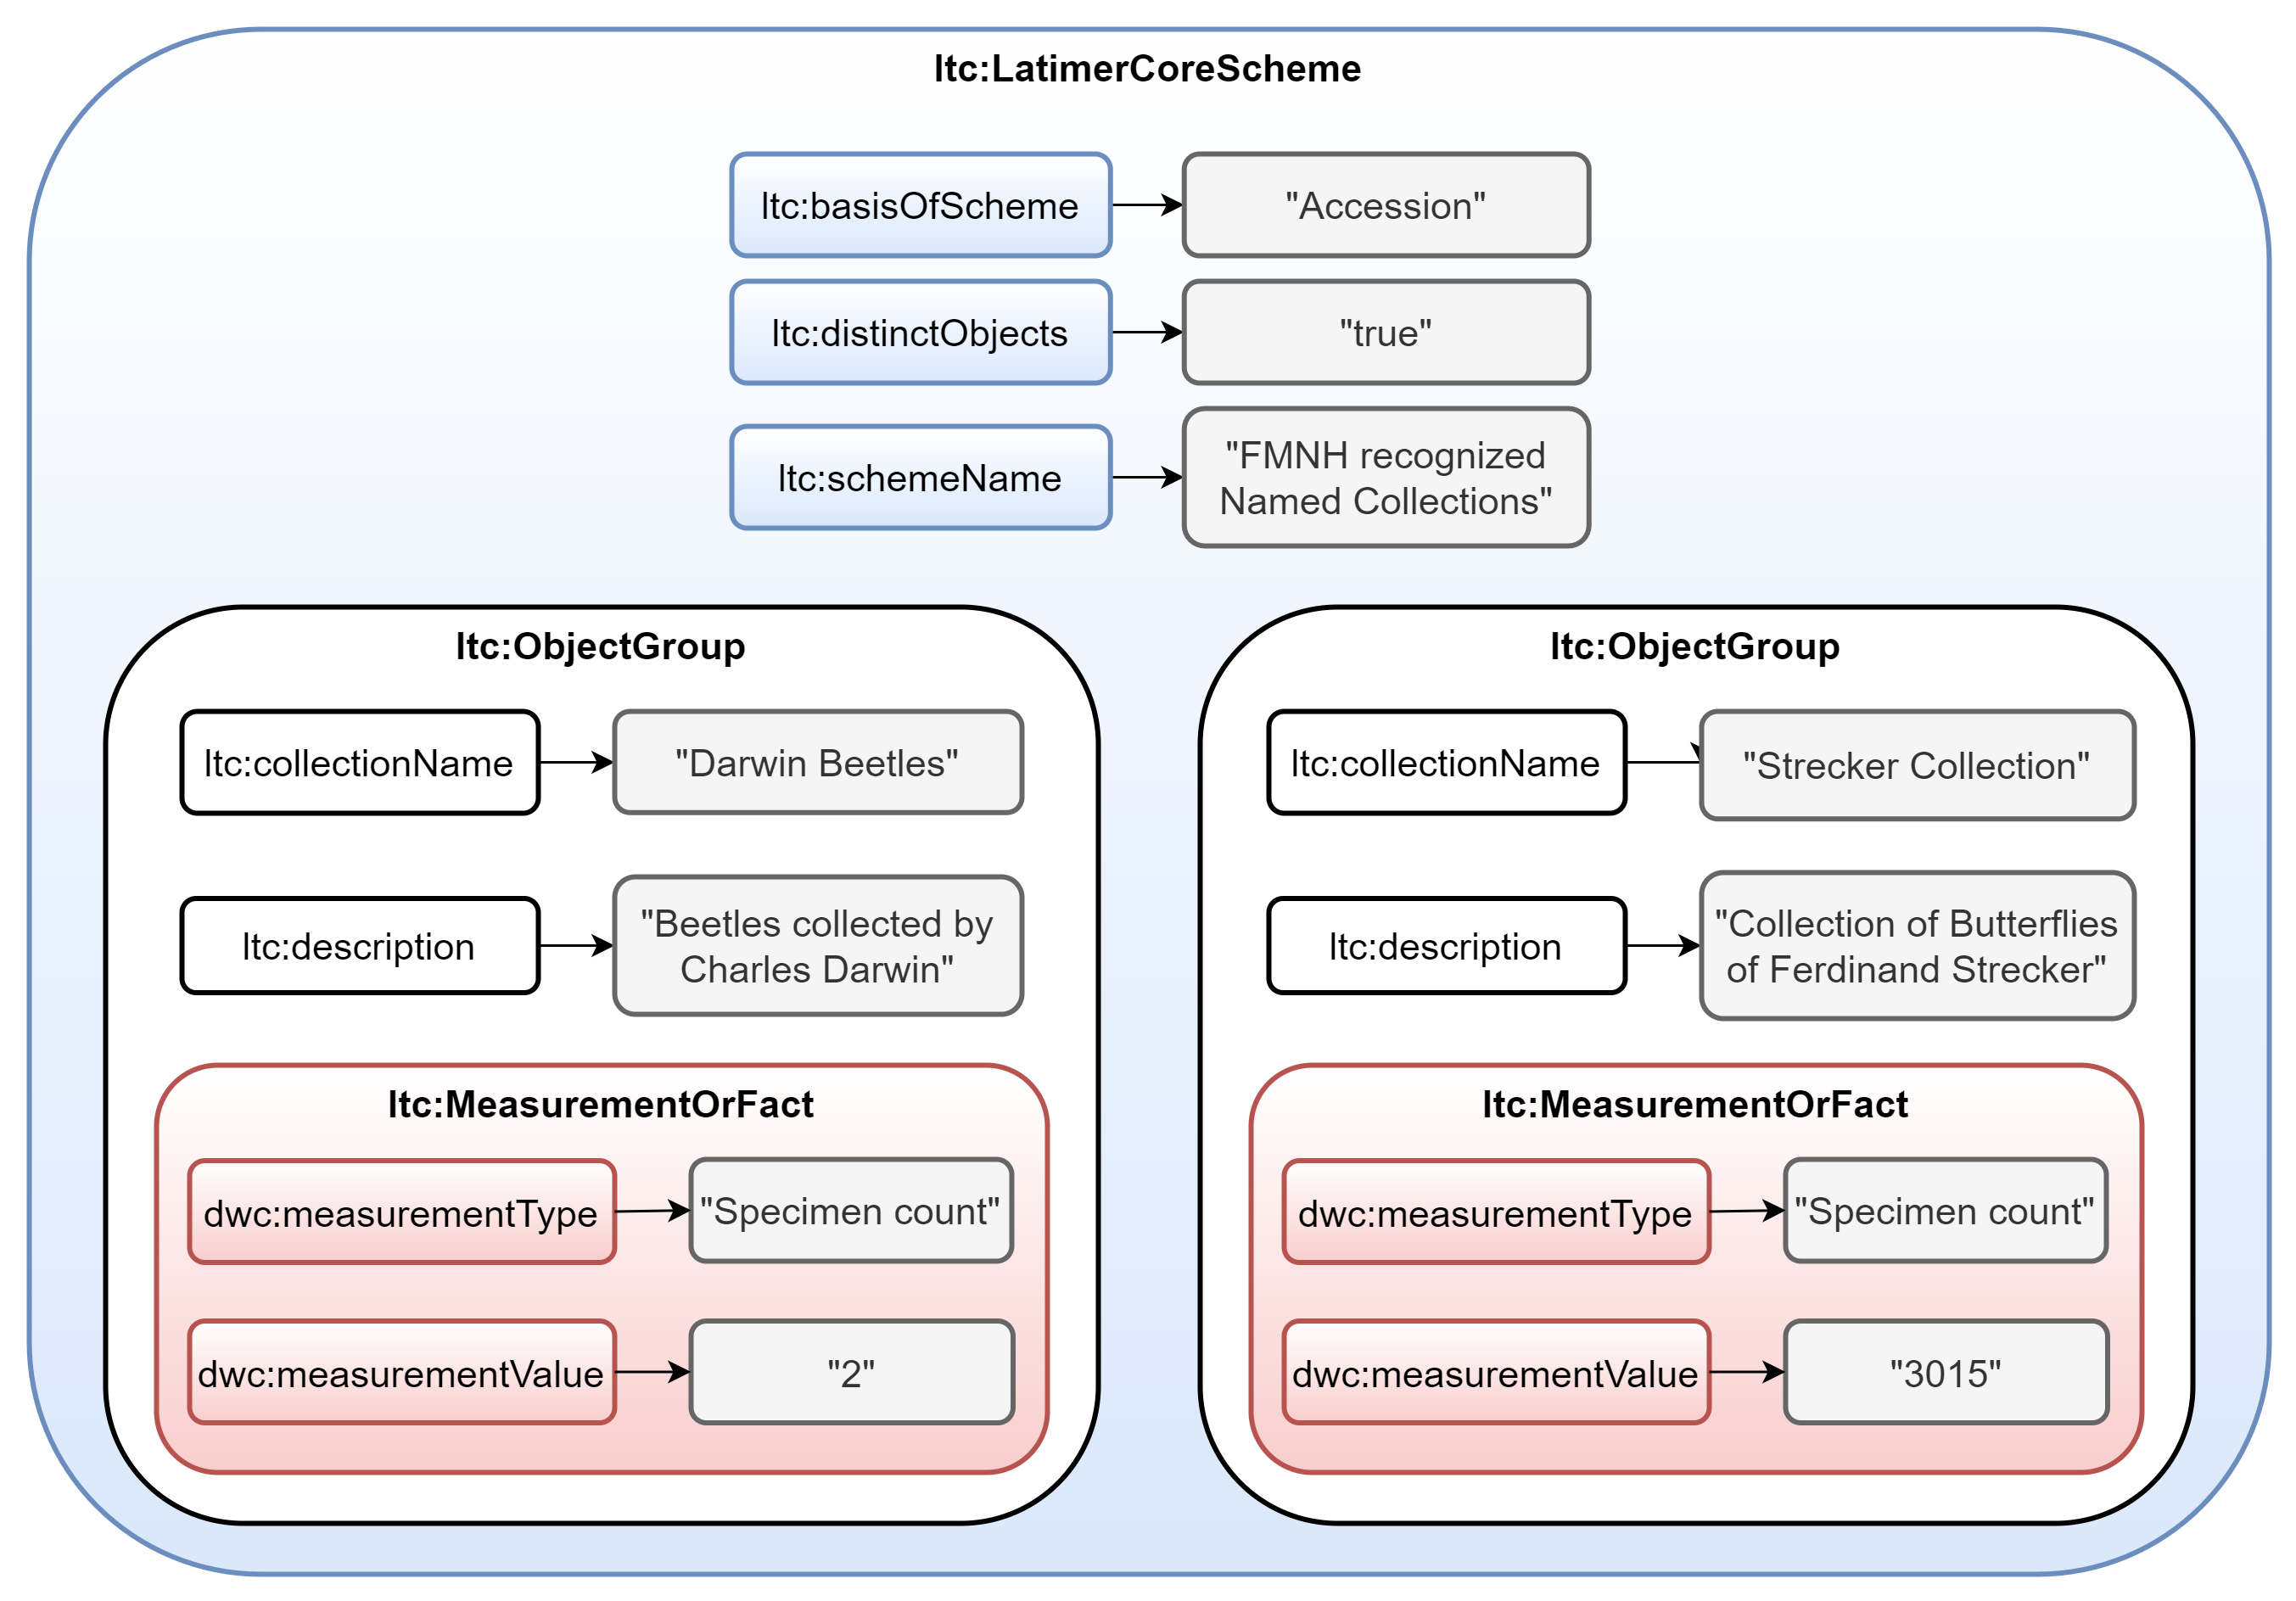 ltc:LatimerCoreScheme
ltc:basisOfScheme
"Accession"
ltc:distinctObjects
"true"
ltc:schemeName
"FMNH recognized
Named Collections"
ltc:ObjectGroup
ltc:collectionName
"Darwin Beetles"
ltc:description
"Beetles collected by
Charles Darwin"
ltc:MeasurementOrFact
dwc:measurementType
"Specimen count"
dwc:measurementValue
"2"
ltc:ObjectGroup
ltc:collectionName
"Strecker Collection"
ltc:description
"Collection of Butterflies
of Ferdinand Strecker"
ltc:MeasurementOrFact
dwc:measurementType
"Specimen count"
dwc:measurementValue
"3015"